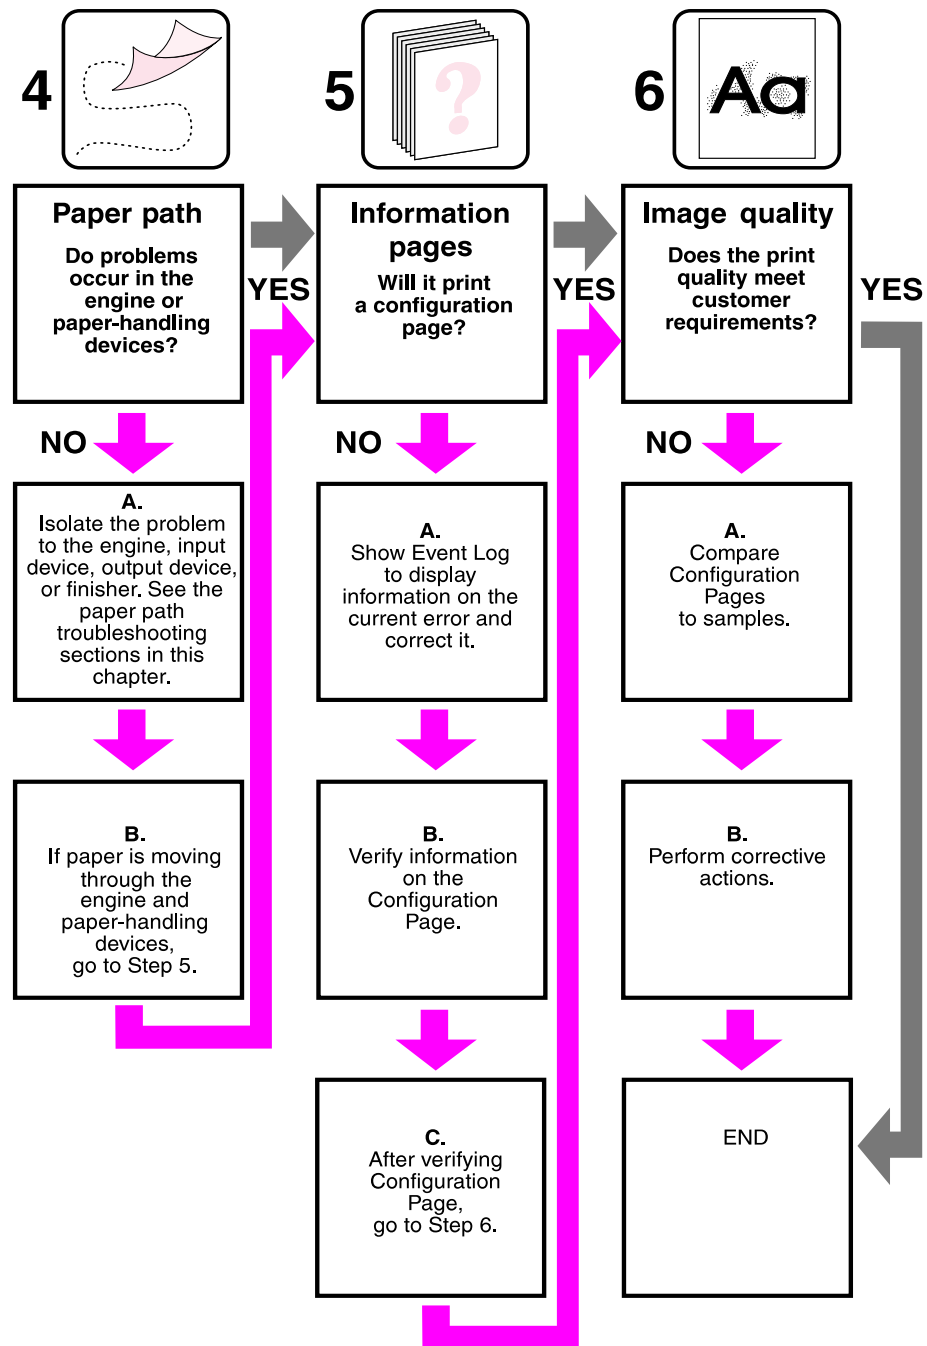 4
Paper path
Do problems
occur in the
engine or
paper-handling
devices?
YES
NO
A.
Isolate the problem
to the engine, input
device, output device,
or finisher. See the
paper path
troubleshooting
sections in this
chapter.
B.
If paper is moving
through the
engine and
paper-handling
devices,
go to Step 5.
5
?
Information
pages
Will it print
a configuration
page?
YES
NO
A.
Show Event Log
to display
information on the
current error and
correct it.
B.
Verify information
on the
Configuration
Page.
C.
After verifying
Configuration
Page,
go to Step 6.
6
Aa
Image quality
Does the print
quality meet
customer
requirements?
YES
NO
A.
Compare
Configuration
Pages
to samples.
B.
Perform corrective
actions.
END